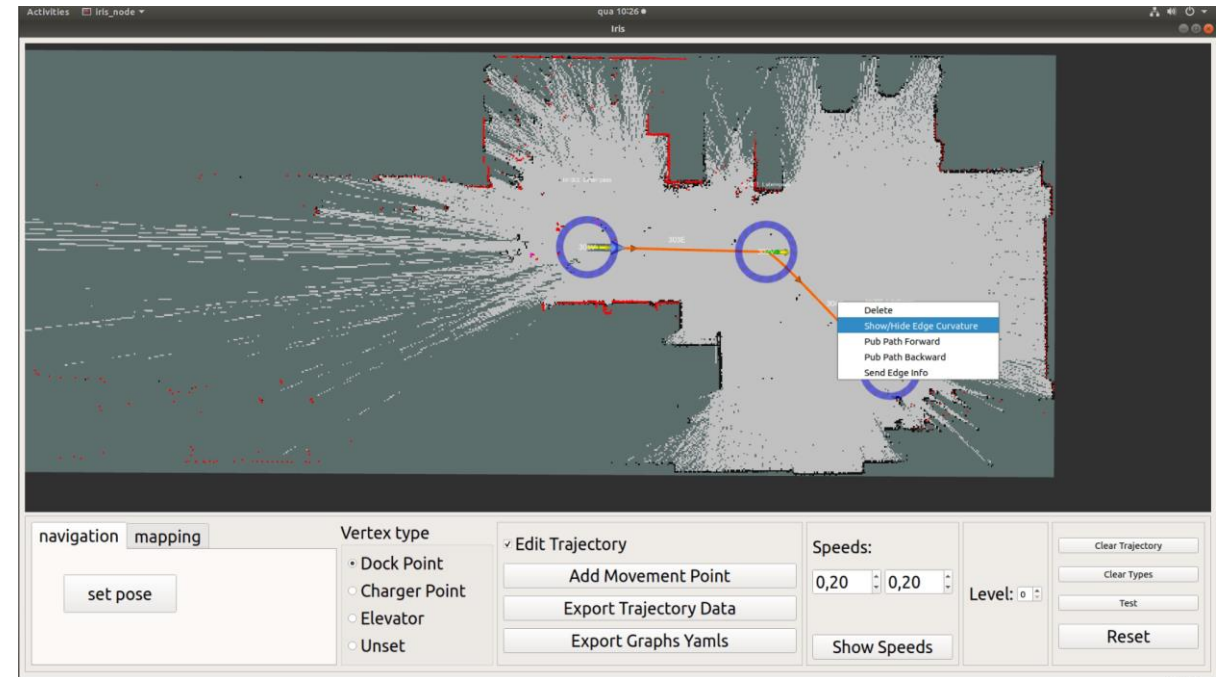 Activities iris_node
qua 10:26
Iris
305E
Delete
Show/Hide Edge Curvature
Pub Path Forward
Pub Path Backward
Send Edge Info
navigation mapping
set pose
Vertex type
Dock Point
Charger Point
Elevator
Unset
Edit Trajectory
Add Movement Point
Export Trajectory Data
Export Graphs Yamls
Speeds:
0,20 0,20
Show Speeds
Level: 0
Clear Trajectory
Clear Types
Test
Reset